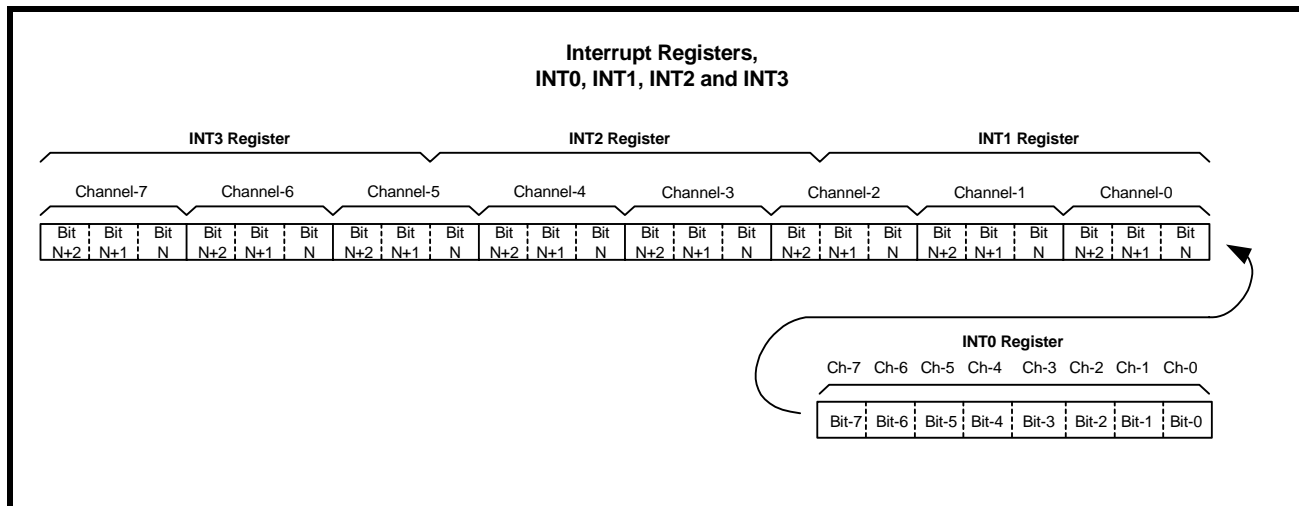 Interrupt Registers,
INT0, INT1, INT2 and INT3
INT3 Register INT2 Register INT1 Register
Channel-7 Channel-6 Channel-5 Channel-4 Channel-3 Channel-2 Channel-1 Channel-0
Bit Bit Bit Bit Bit Bit Bit Bit Bit Bit Bit Bit Bit Bit Bit Bit Bit Bit Bit Bit Bit Bit Bit Bit
N+2 N+1 N N+2 N+1 N N+2 N+1 N N+2 N+1 N N+2 N+1 N N+2 N+1 N N+2 N+1 N N+2 N+1 N
INT0 Register
Ch-7 Ch-6 Ch-5 Ch-4 Ch-3 Ch-2 Ch-1 Ch-0
Bit-7 Bit-6 Bit-5 Bit-4 Bit-3 Bit-2 Bit-1 Bit-0